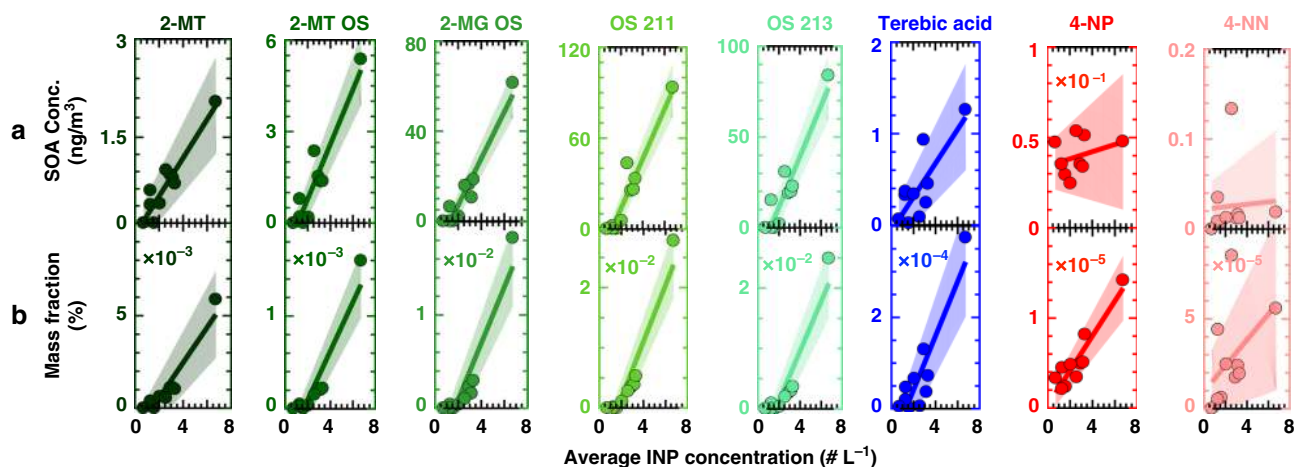 2-MT 2-MT OS 2-MG OS OS 211 OS 213 Terebic acid 4-NP 4-NN
a
SOA Conc.
(ng/m³)
3 6 80 120 100 2 1 0.2
×10⁻¹
1.5 3 40 60 50 1 0.5 0.1
0 0 0 0 0 0 0 0
b
Mass fraction
(%)
×10⁻³ ×10⁻³ ×10⁻² ×10⁻² ×10⁻² ×10⁻⁴ ×10⁻⁵ ×10⁻⁵
5 1 1 2 2 2 1 5
0 0 0 0 0 0 0 0
0 4 8 0 4 8 0 4 8 0 4 8 0 4 8 0 4 8 0 4 8 0 4 8
Average INP concentration (# L⁻¹)